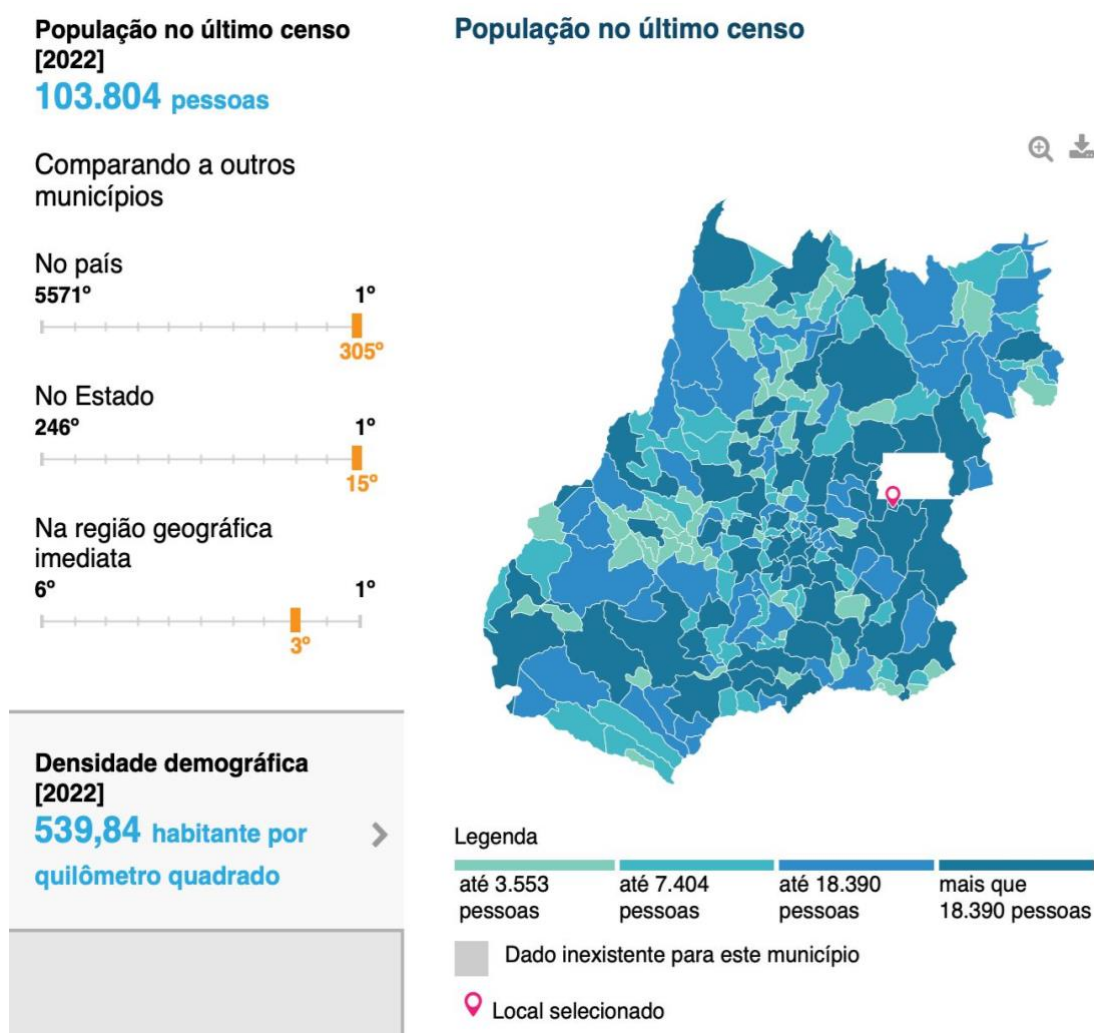 População no último censo
[2022]
103.804 pessoas
Comparando a outros
municípios
No país
5571º 1º
305º
No Estado
246º 1º
15º
Na região geográfica
imediata
6º 1º
3º
Densidade demográfica
[2022]
539,84 habitante por
quilômetro quadrado
População no último censo
Legenda
até 3.553
pessoas
até 7.404
pessoas
até 18.390
pessoas
mais que
18.390 pessoas
Dado inexistente para este município
Local selecionado